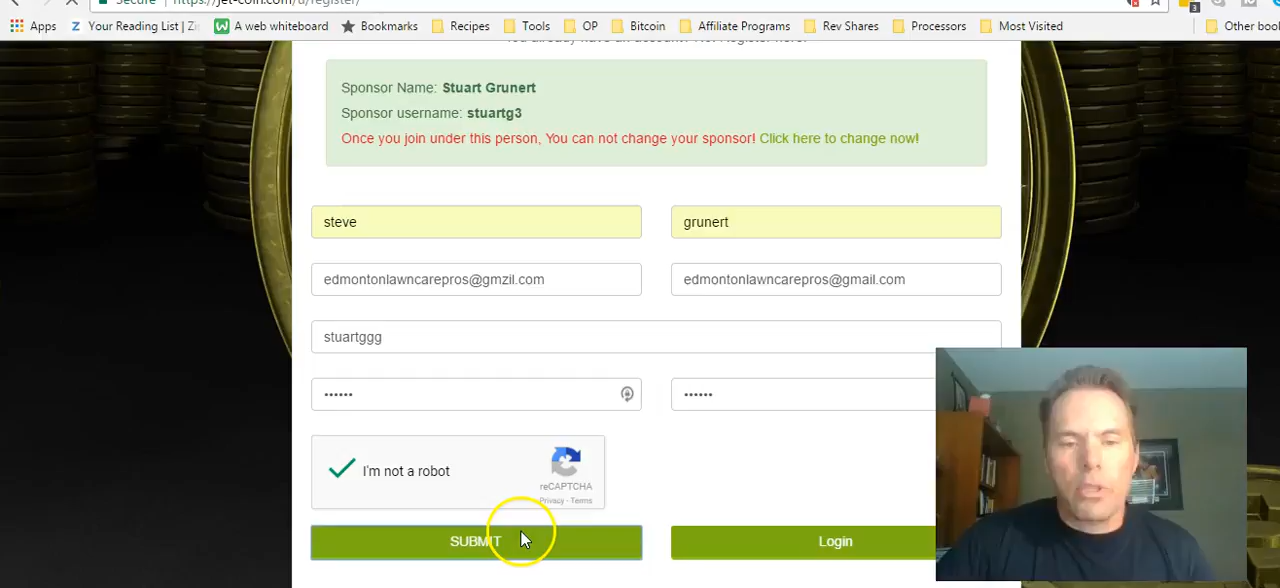 Secure https://jet-coin.com/u/register/
3
Apps Your Reading List | Zi A web whiteboard Bookmarks Recipes Tools OP Bitcoin Affiliate Programs Rev Shares Processors Most Visited Other book
Sponsor Name: Stuart Grunert
Sponsor username: stuartg3
Once you join under this person, You can not change your sponsor! Click here to change now!
steve grunert
edmontonlawncarepros@gmzil.com edmontonlawncarepros@gmail.com
stuartggg
•••••• ••••••
I'm not a robot
reCAPTCHA
Privacy - Terms
SUBMIT Login